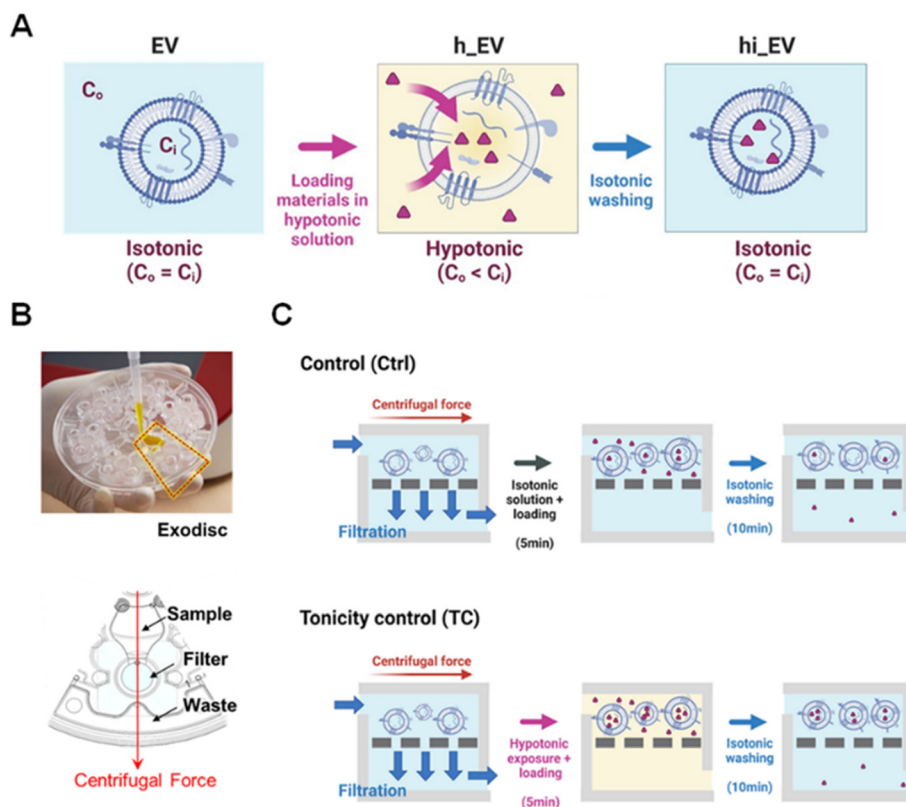 A
EV
h_EV
hi_EV
Co
Ci
Loading
materials in
hypotonic
solution
Isotonic
washing
Isotonic
(Co = Ci)
Hypotonic
(Co < Ci)
Isotonic
(Co = Ci)
B
Exodisc
Sample
Filter
Waste
Centrifugal Force
C
Control (Ctrl)
Centrifugal force
Filtration
Isotonic
solution +
loading
(5min)
Isotonic
washing
(10min)
Tonicity control (TC)
Centrifugal force
Filtration
Hypotonic
exposure +
loading
(5min)
Isotonic
washing
(10min)